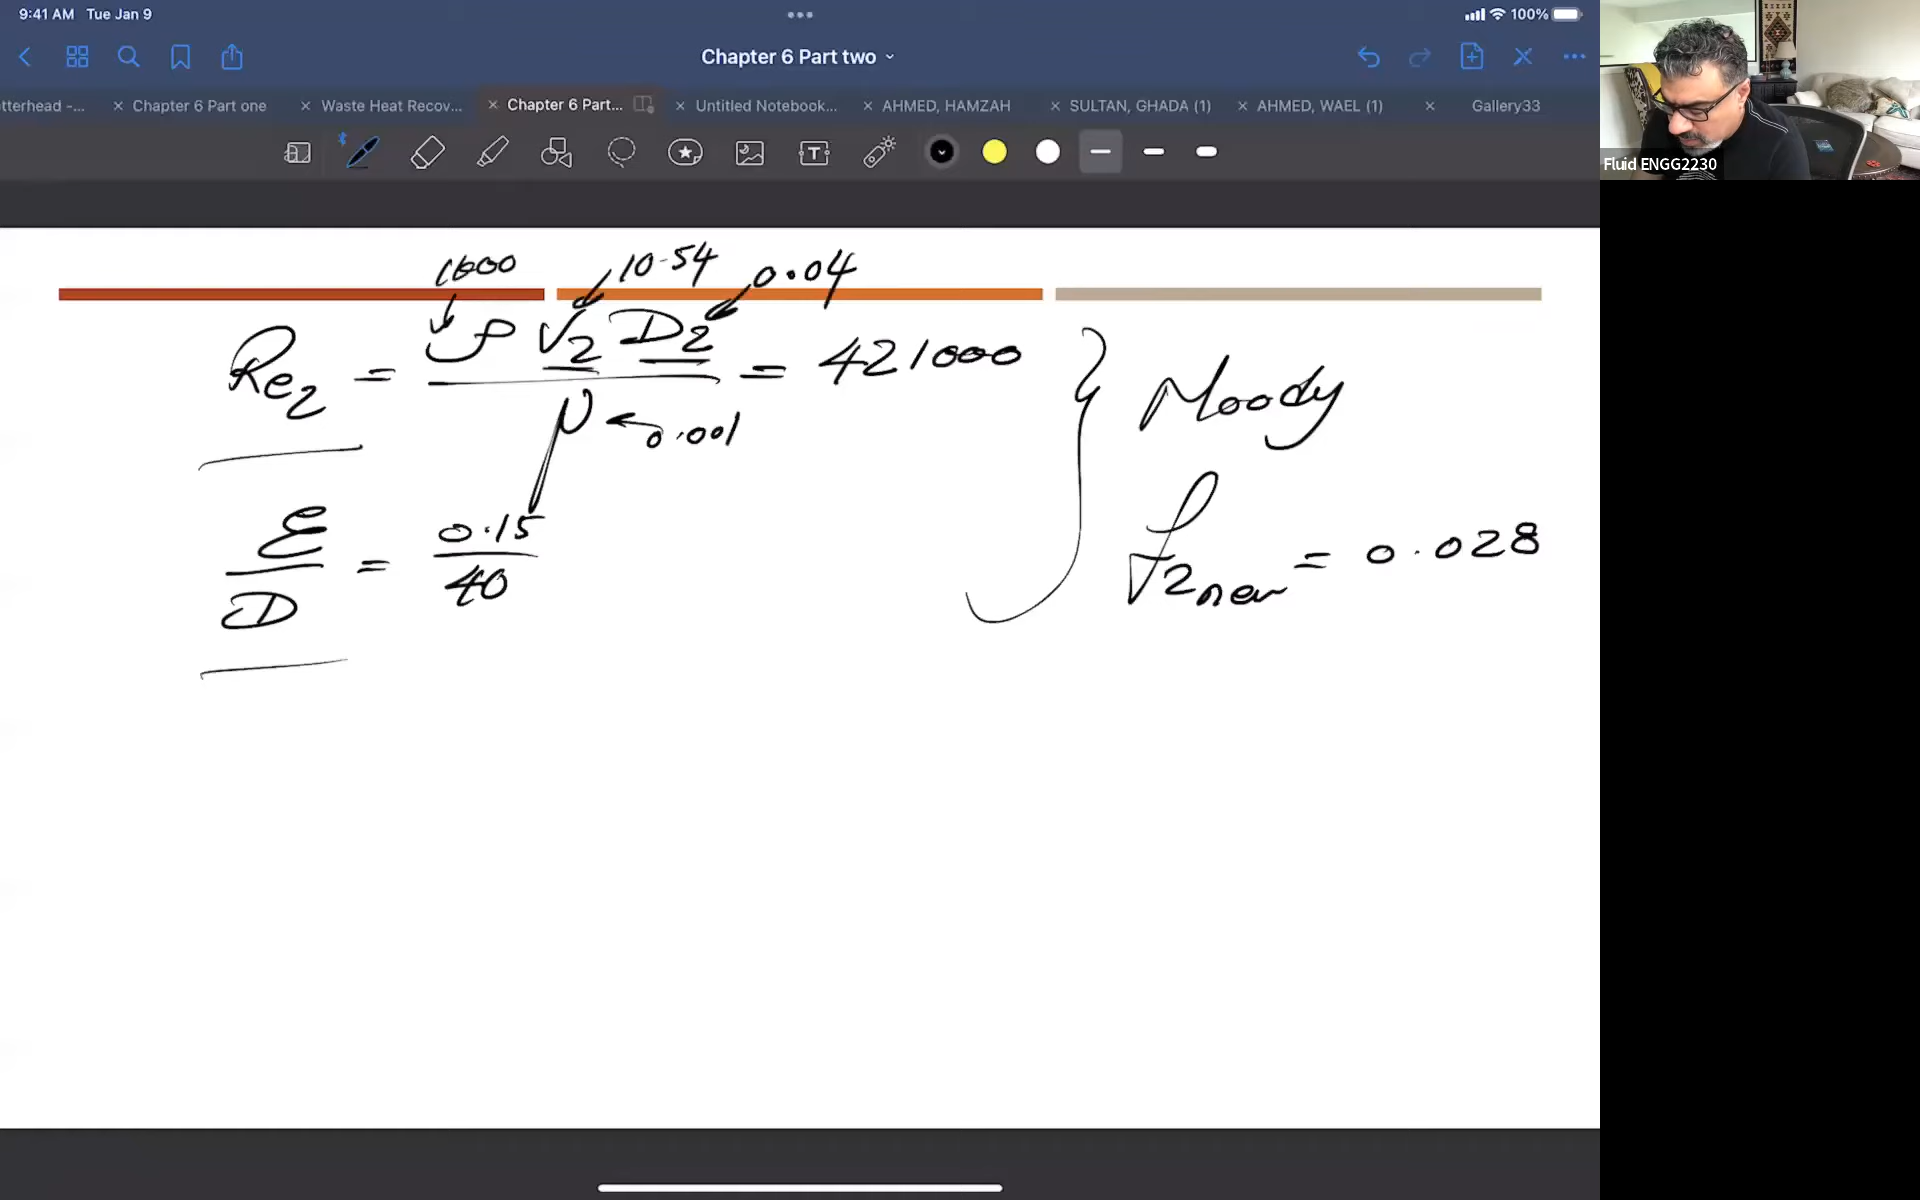 9:41 AM Tue Jan 9
100%
Chapter 6 Part two
etterhead -... × Chapter 6 Part one × Waste Heat Recov... × Chapter 6 Part... × Untitled Notebook... × AHMED, HAMZAH × SULTAN, GHADA (1) × AHMED, WAEL (1) × Gallery33
Fluid ENGG2230
1000 10.54 0.04
Re2 = ρ V2 D2 / μ = 421000
0.001
Moody
ε / D = 0.15 / 40
f2new = 0.028